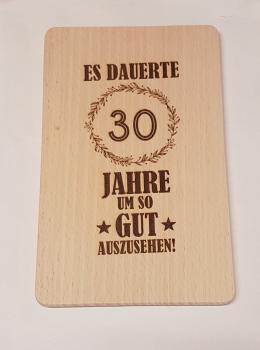 ES DAUERTE
30
JAHRE
UM SO
GUT
AUSZUSEHEN!